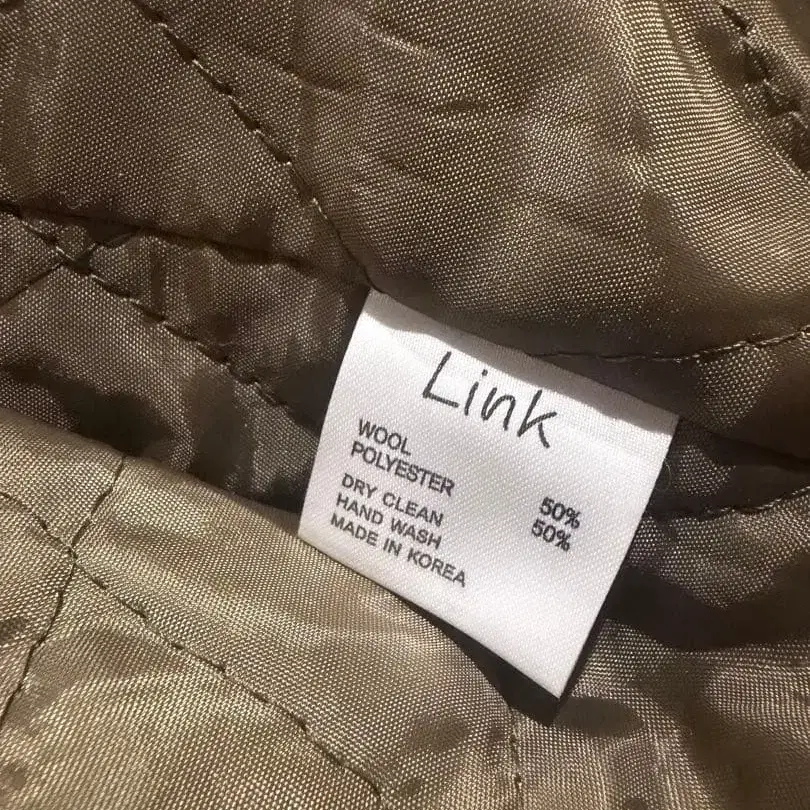 Link
WOOL 50%
POLYESTER 50%
DRY CLEAN
HAND WASH
MADE IN KOREA